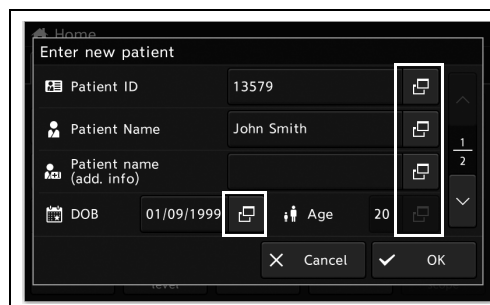 Home
Enter new patient
Patient ID
13579
Patient Name
John Smith
Patient name
(add. info)
DOB
01/09/1999
Age
20
1
2
Cancel
OK
level